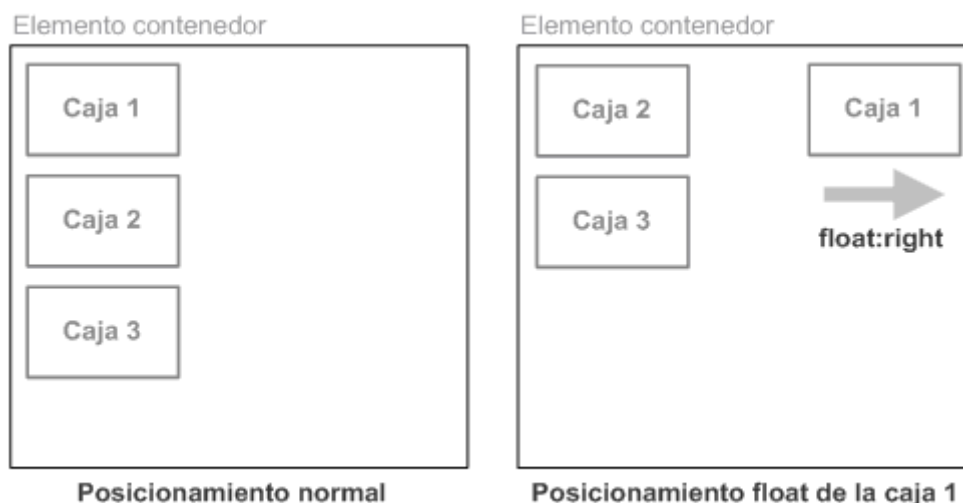 Elemento contenedor
Caja 1
Caja 2
Caja 3
Posicionamiento normal
Elemento contenedor
Caja 2
Caja 1
Caja 3
float:right
Posicionamiento float de la caja 1